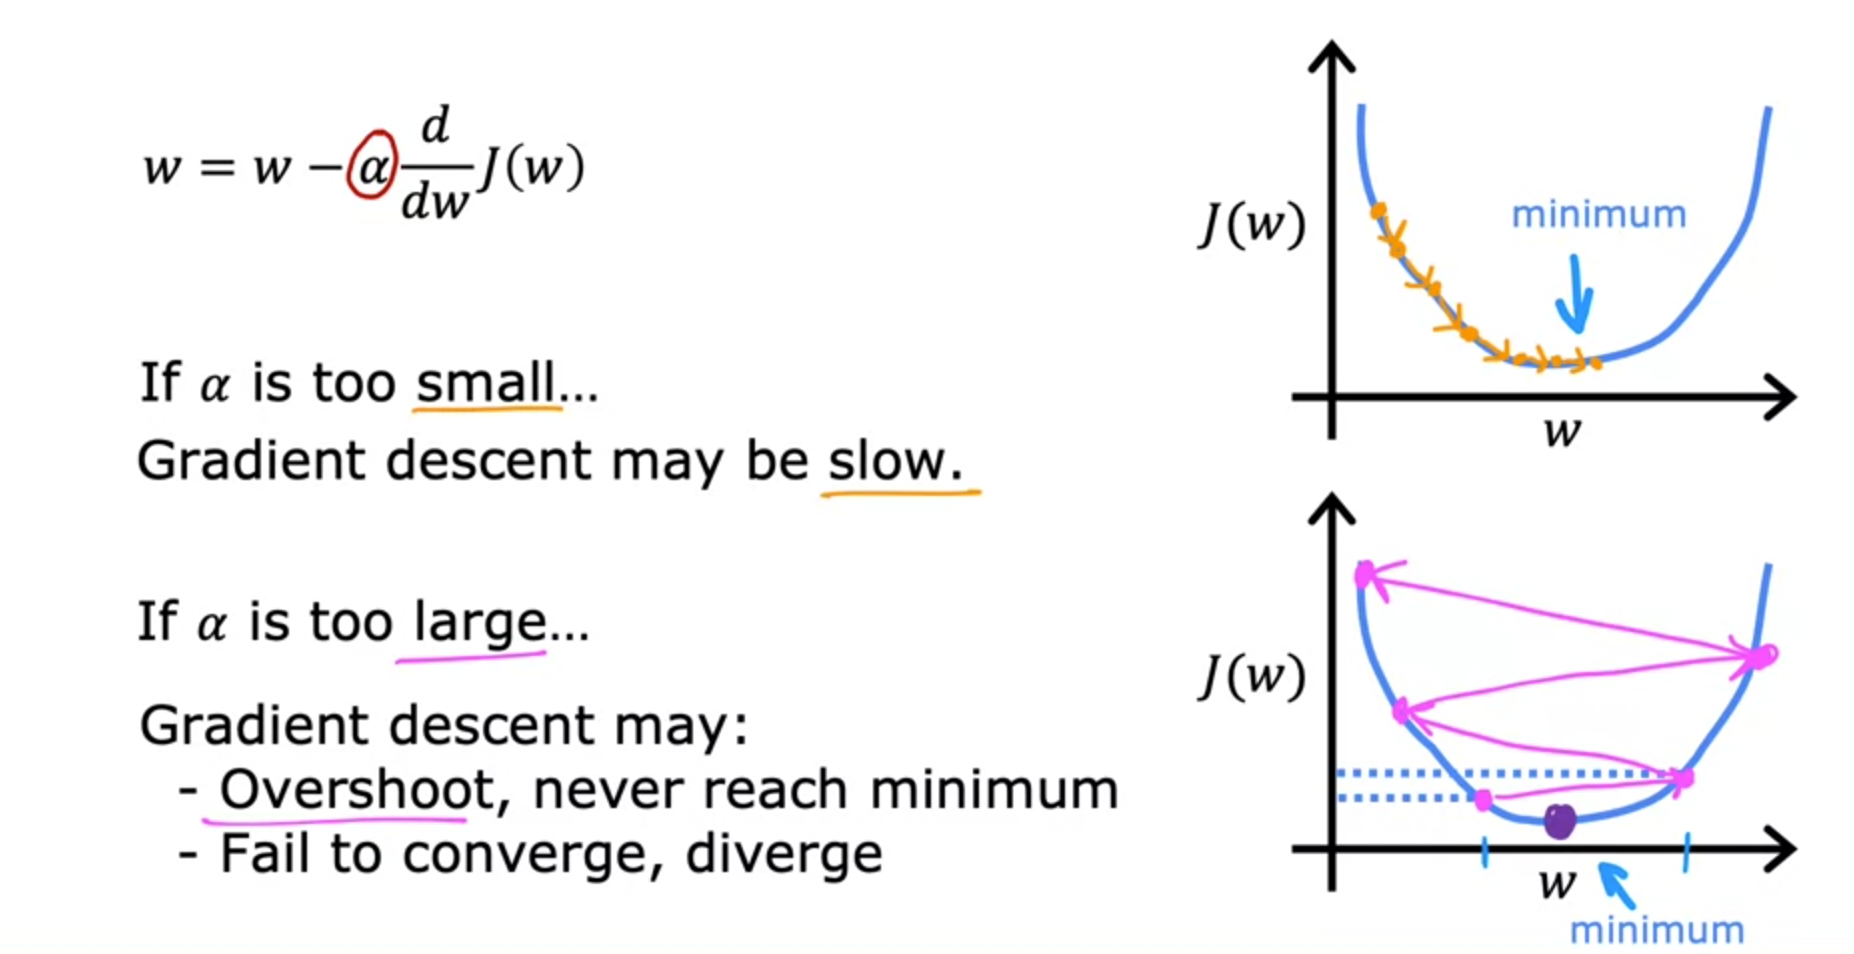 w = w − α d/dw J(w)
If α is too small...
Gradient descent may be slow.
If α is too large...
Gradient descent may:
- Overshoot, never reach minimum
- Fail to converge, diverge
J(w)
minimum
w
J(w)
w
minimum